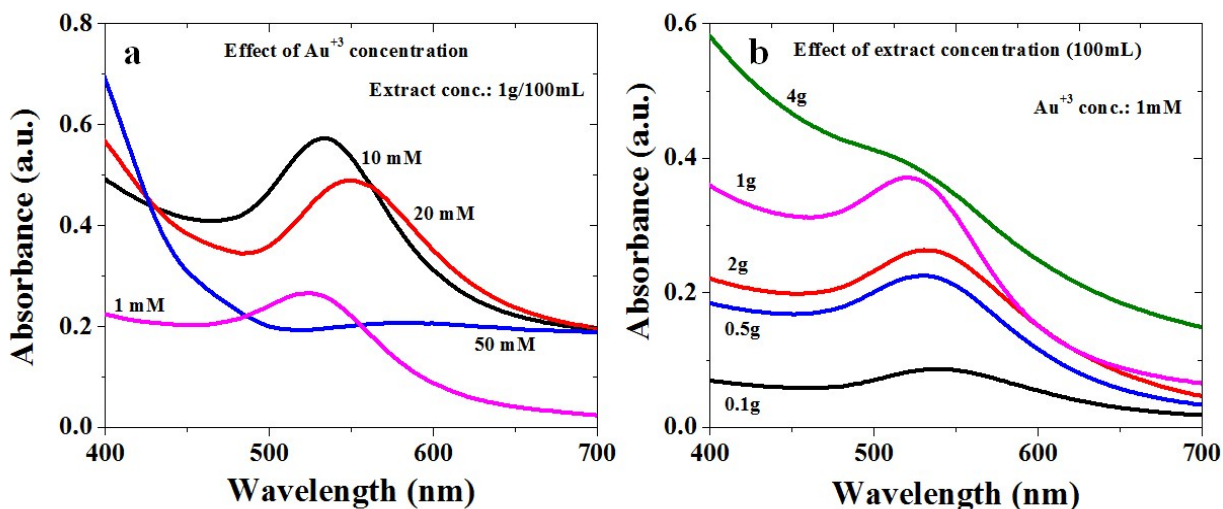 a
Effect of Au+3 concentration
Extract conc.: 1g/100mL
10 mM
20 mM
1 mM
50 mM
Absorbance (a.u.)
0.8
0.6
0.4
0.2
0.0
400 500 600 700
Wavelength (nm)
b
Effect of extract concentration (100mL)
Au+3 conc.: 1mM
4g
1g
2g
0.5g
0.1g
Absorbance (a.u.)
0.6
0.4
0.2
0.0
400 500 600 700
Wavelength (nm)